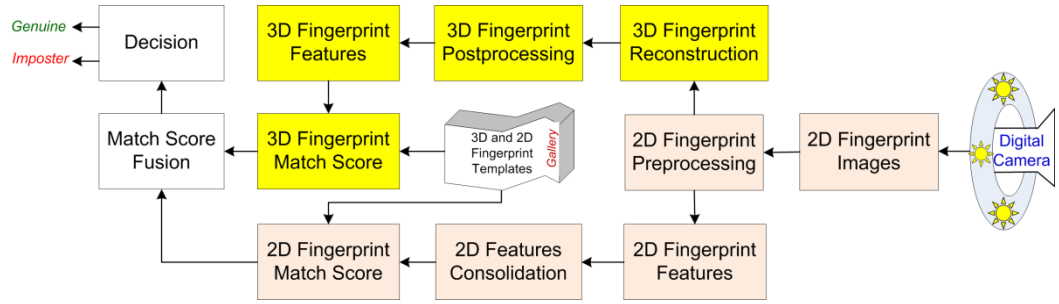 Genuine
Imposter
Decision
3D Fingerprint
Features
3D Fingerprint
Postprocessing
3D Fingerprint
Reconstruction
Match Score
Fusion
3D Fingerprint
Match Score
3D and 2D
Fingerprint
Templates
Gallery
2D Fingerprint
Preprocessing
2D Fingerprint
Images
Digital
Camera
2D Fingerprint
Match Score
2D Features
Consolidation
2D Fingerprint
Features